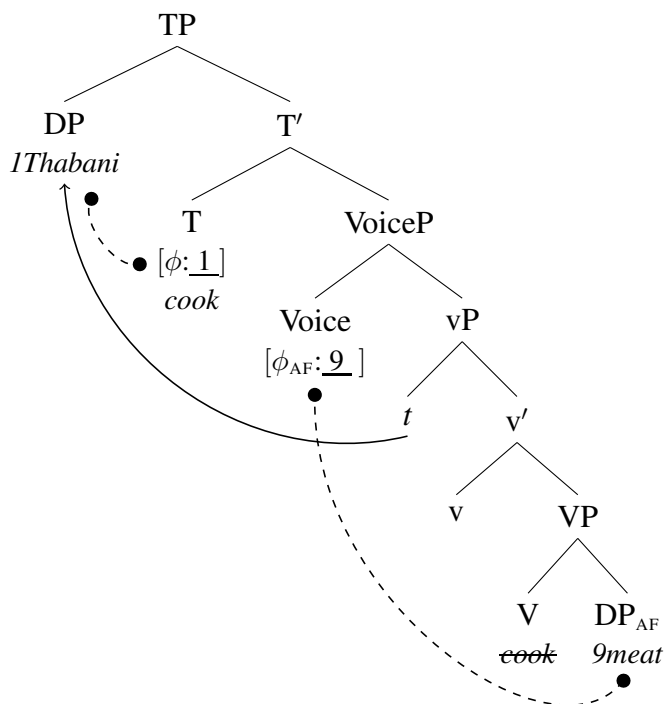 TP
DP T′
1Thabani
T VoiceP
[ϕ: 1 ]
cook
Voice vP
[ϕAF: 9 ]
t v′
v VP
V DPAF
cook 9meat